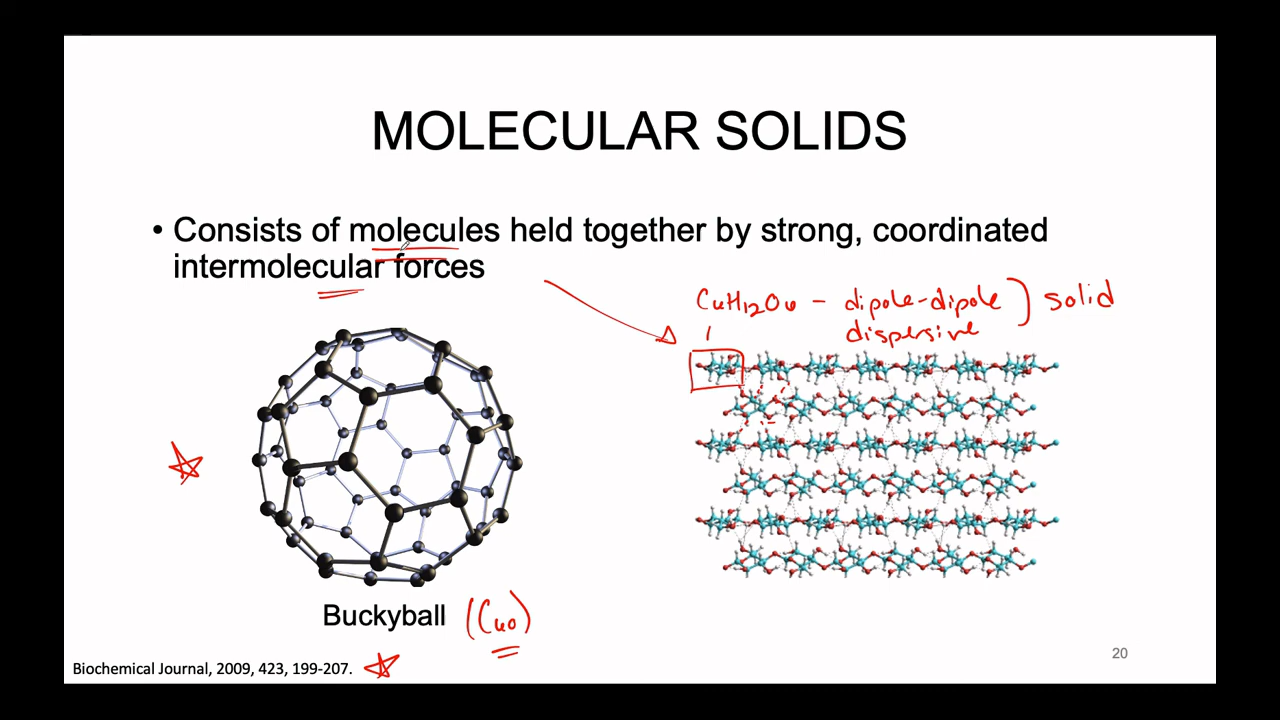 MOLECULAR SOLIDS
• Consists of molecules held together by strong, coordinated
intermolecular forces
C6H12O6 - dipole-dipole ) solid
dispersive
Buckyball (C60)
20
Biochemical Journal, 2009, 423, 199-207.